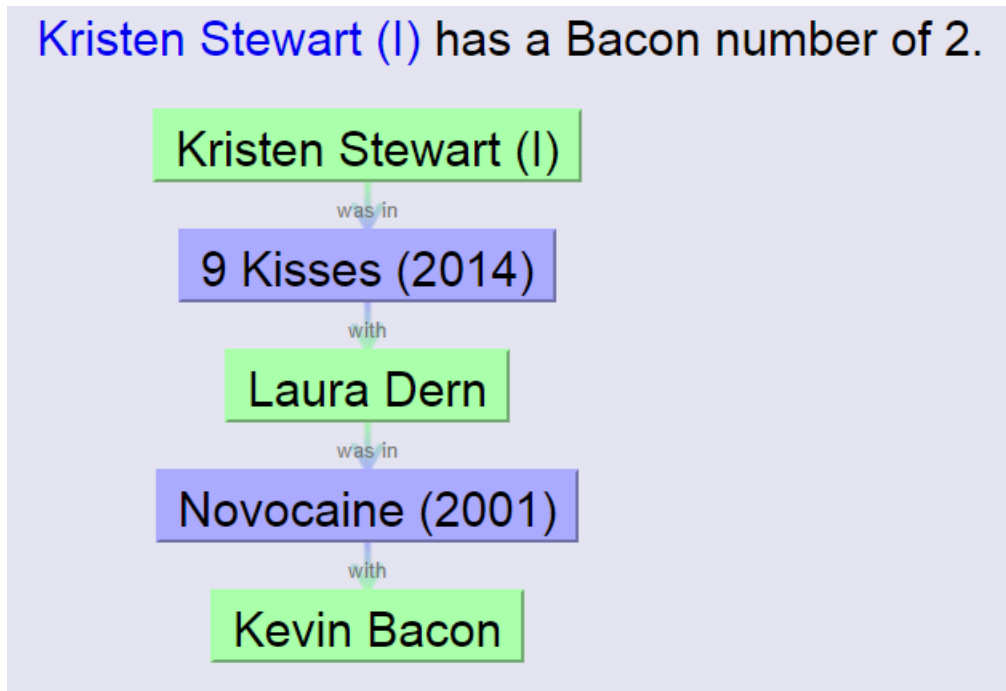 Kristen Stewart (I) has a Bacon number of 2.
Kristen Stewart (I)
was in
9 Kisses (2014)
with
Laura Dern
was in
Novocaine (2001)
with
Kevin Bacon